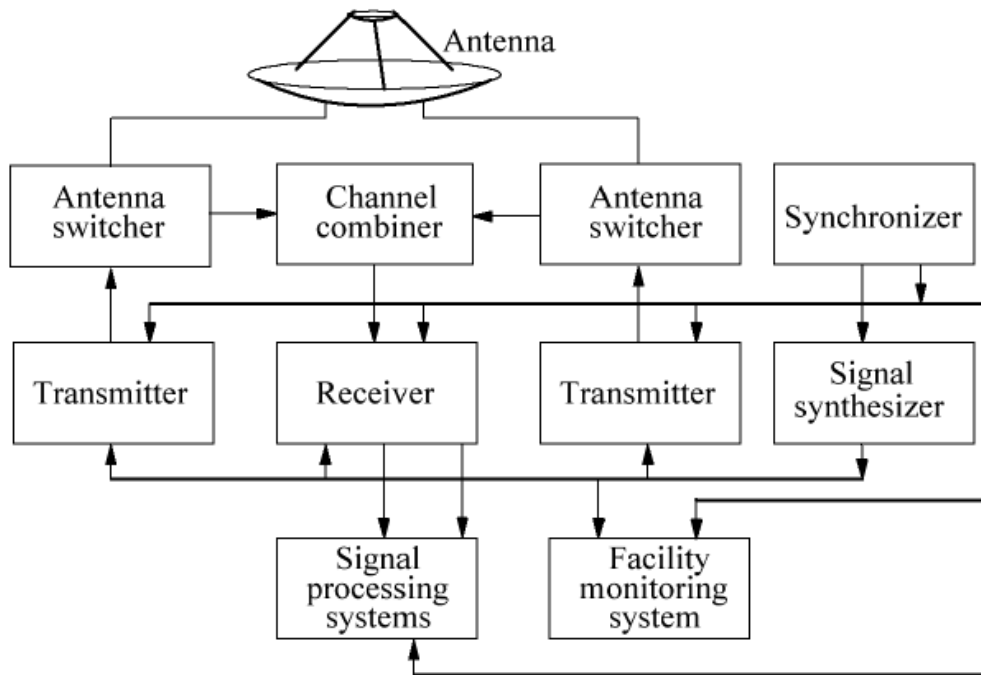 Antenna
Antenna
switcher
Channel
combiner
Antenna
switcher
Synchronizer
Transmitter
Receiver
Transmitter
Signal
synthesizer
Signal
processing
systems
Facility
monitoring
system